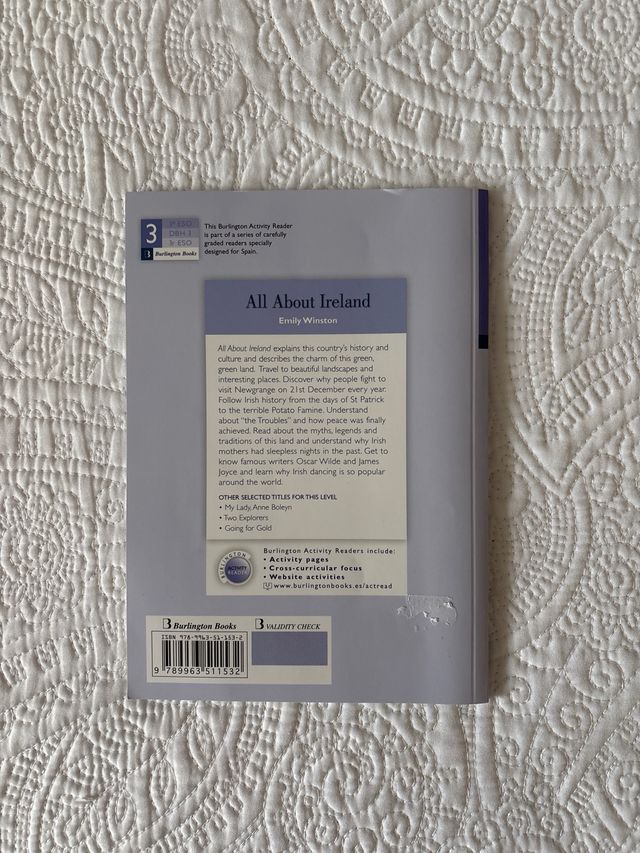 3
3º ESO
DBH 3
3r ESO
B Burlington Books
This Burlington Activity Reader
is part of a series of carefully
graded readers specially
designed for Spain.
All About Ireland
Emily Winston
All About Ireland explains this country's history and
culture and describes the charm of this green,
green land. Travel to beautiful landscapes and
interesting places. Discover why people fight to
visit Newgrange on 21st December every year.
Follow Irish history from the days of St Patrick
to the terrible Potato Famine. Understand
about "the Troubles" and how peace was finally
achieved. Read about the myths, legends and
traditions of this land and understand why Irish
mothers had sleepless nights in the past. Get to
know famous writers Oscar Wilde and James
Joyce and learn why Irish dancing is so popular
around the world.
OTHER SELECTED TITLES FOR THIS LEVEL
• My Lady, Anne Boleyn
• Two Explorers
• Going for Gold
BURLINGTON
ACTIVITY
READER
Burlington Activity Readers include:
• Activity pages
• Cross-curricular focus
• Website activities
www.burlingtonbooks.es/actread
B Burlington Books
B VALIDITY CHECK
ISBN 978-9963-51-153-2
9 789963 511532